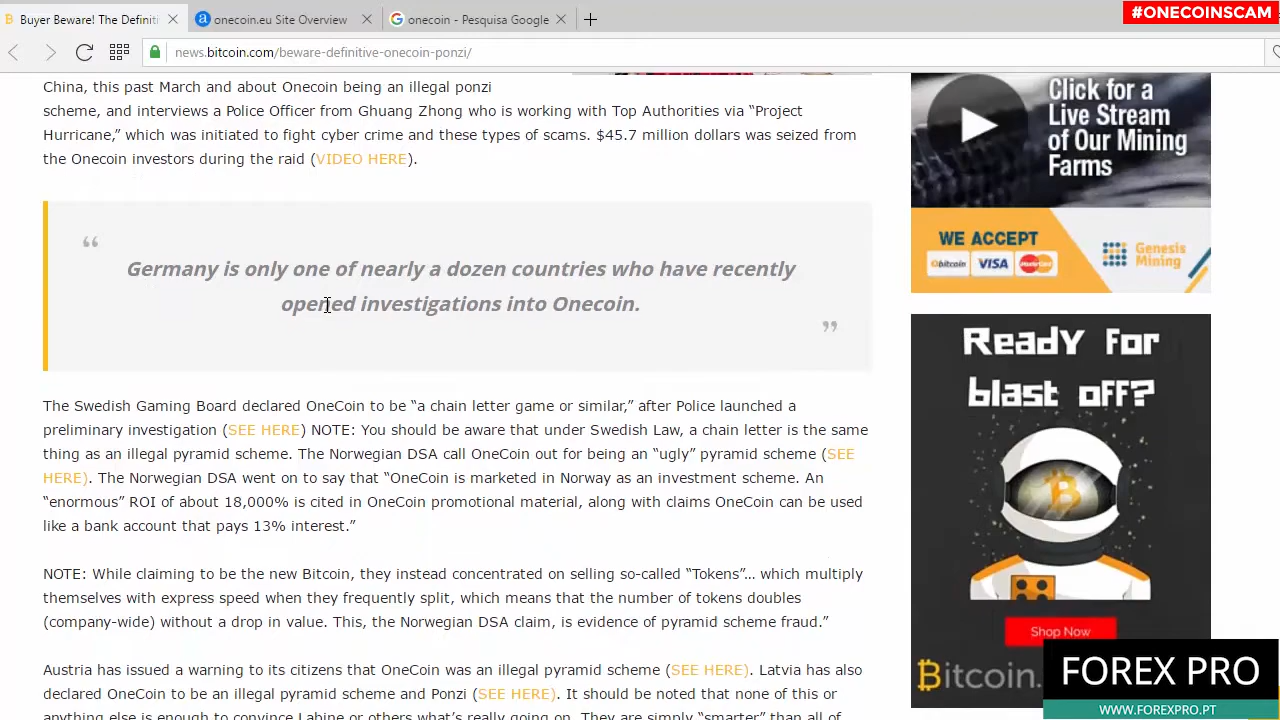 Buyer Beware! The Definiti
onecoin.eu Site Overview
onecoin - Pesquisa Google
#ONECOINSCAM
news.bitcoin.com/beware-definitive-onecoin-ponzi/
China, this past March and about Onecoin being an illegal ponzi
scheme, and interviews a Police Officer from Ghuang Zhong who is working with Top Authorities via “Project
Hurricane,” which was initiated to fight cyber crime and these types of scams. $45.7 million dollars was seized from
the Onecoin investors during the raid (VIDEO HERE).
“
Germany is only one of nearly a dozen countries who have recently
opened investigations into Onecoin.
”
The Swedish Gaming Board declared OneCoin to be “a chain letter game or similar,” after Police launched a
preliminary investigation (SEE HERE) NOTE: You should be aware that under Swedish Law, a chain letter is the same
thing as an illegal pyramid scheme. The Norwegian DSA call OneCoin out for being an “ugly” pyramid scheme (SEE
HERE). The Norwegian DSA went on to say that “OneCoin is marketed in Norway as an investment scheme. An
“enormous” ROI of about 18,000% is cited in OneCoin promotional material, along with claims OneCoin can be used
like a bank account that pays 13% interest.”
NOTE: While claiming to be the new Bitcoin, they instead concentrated on selling so-called “Tokens”… which multiply
themselves with express speed when they frequently split, which means that the number of tokens doubles
(company-wide) without a drop in value. This, the Norwegian DSA claim, is evidence of pyramid scheme fraud.”
Austria has issued a warning to its citizens that OneCoin was an illegal pyramid scheme (SEE HERE). Latvia has also
declared OneCoin to be an illegal pyramid scheme and Ponzi (SEE HERE). It should be noted that none of this or
anything else is enough to convince Labine or others what’s really going on. They are simply “smarter” than all of
Click for a
Live Stream
of Our Mining
Farms
WE ACCEPT
bitcoin VISA MasterCard
Genesis
Mining
Ready for
blast off?
Shop Now
Bitcoin.
FOREX PRO
WWW.FOREXPRO.PT